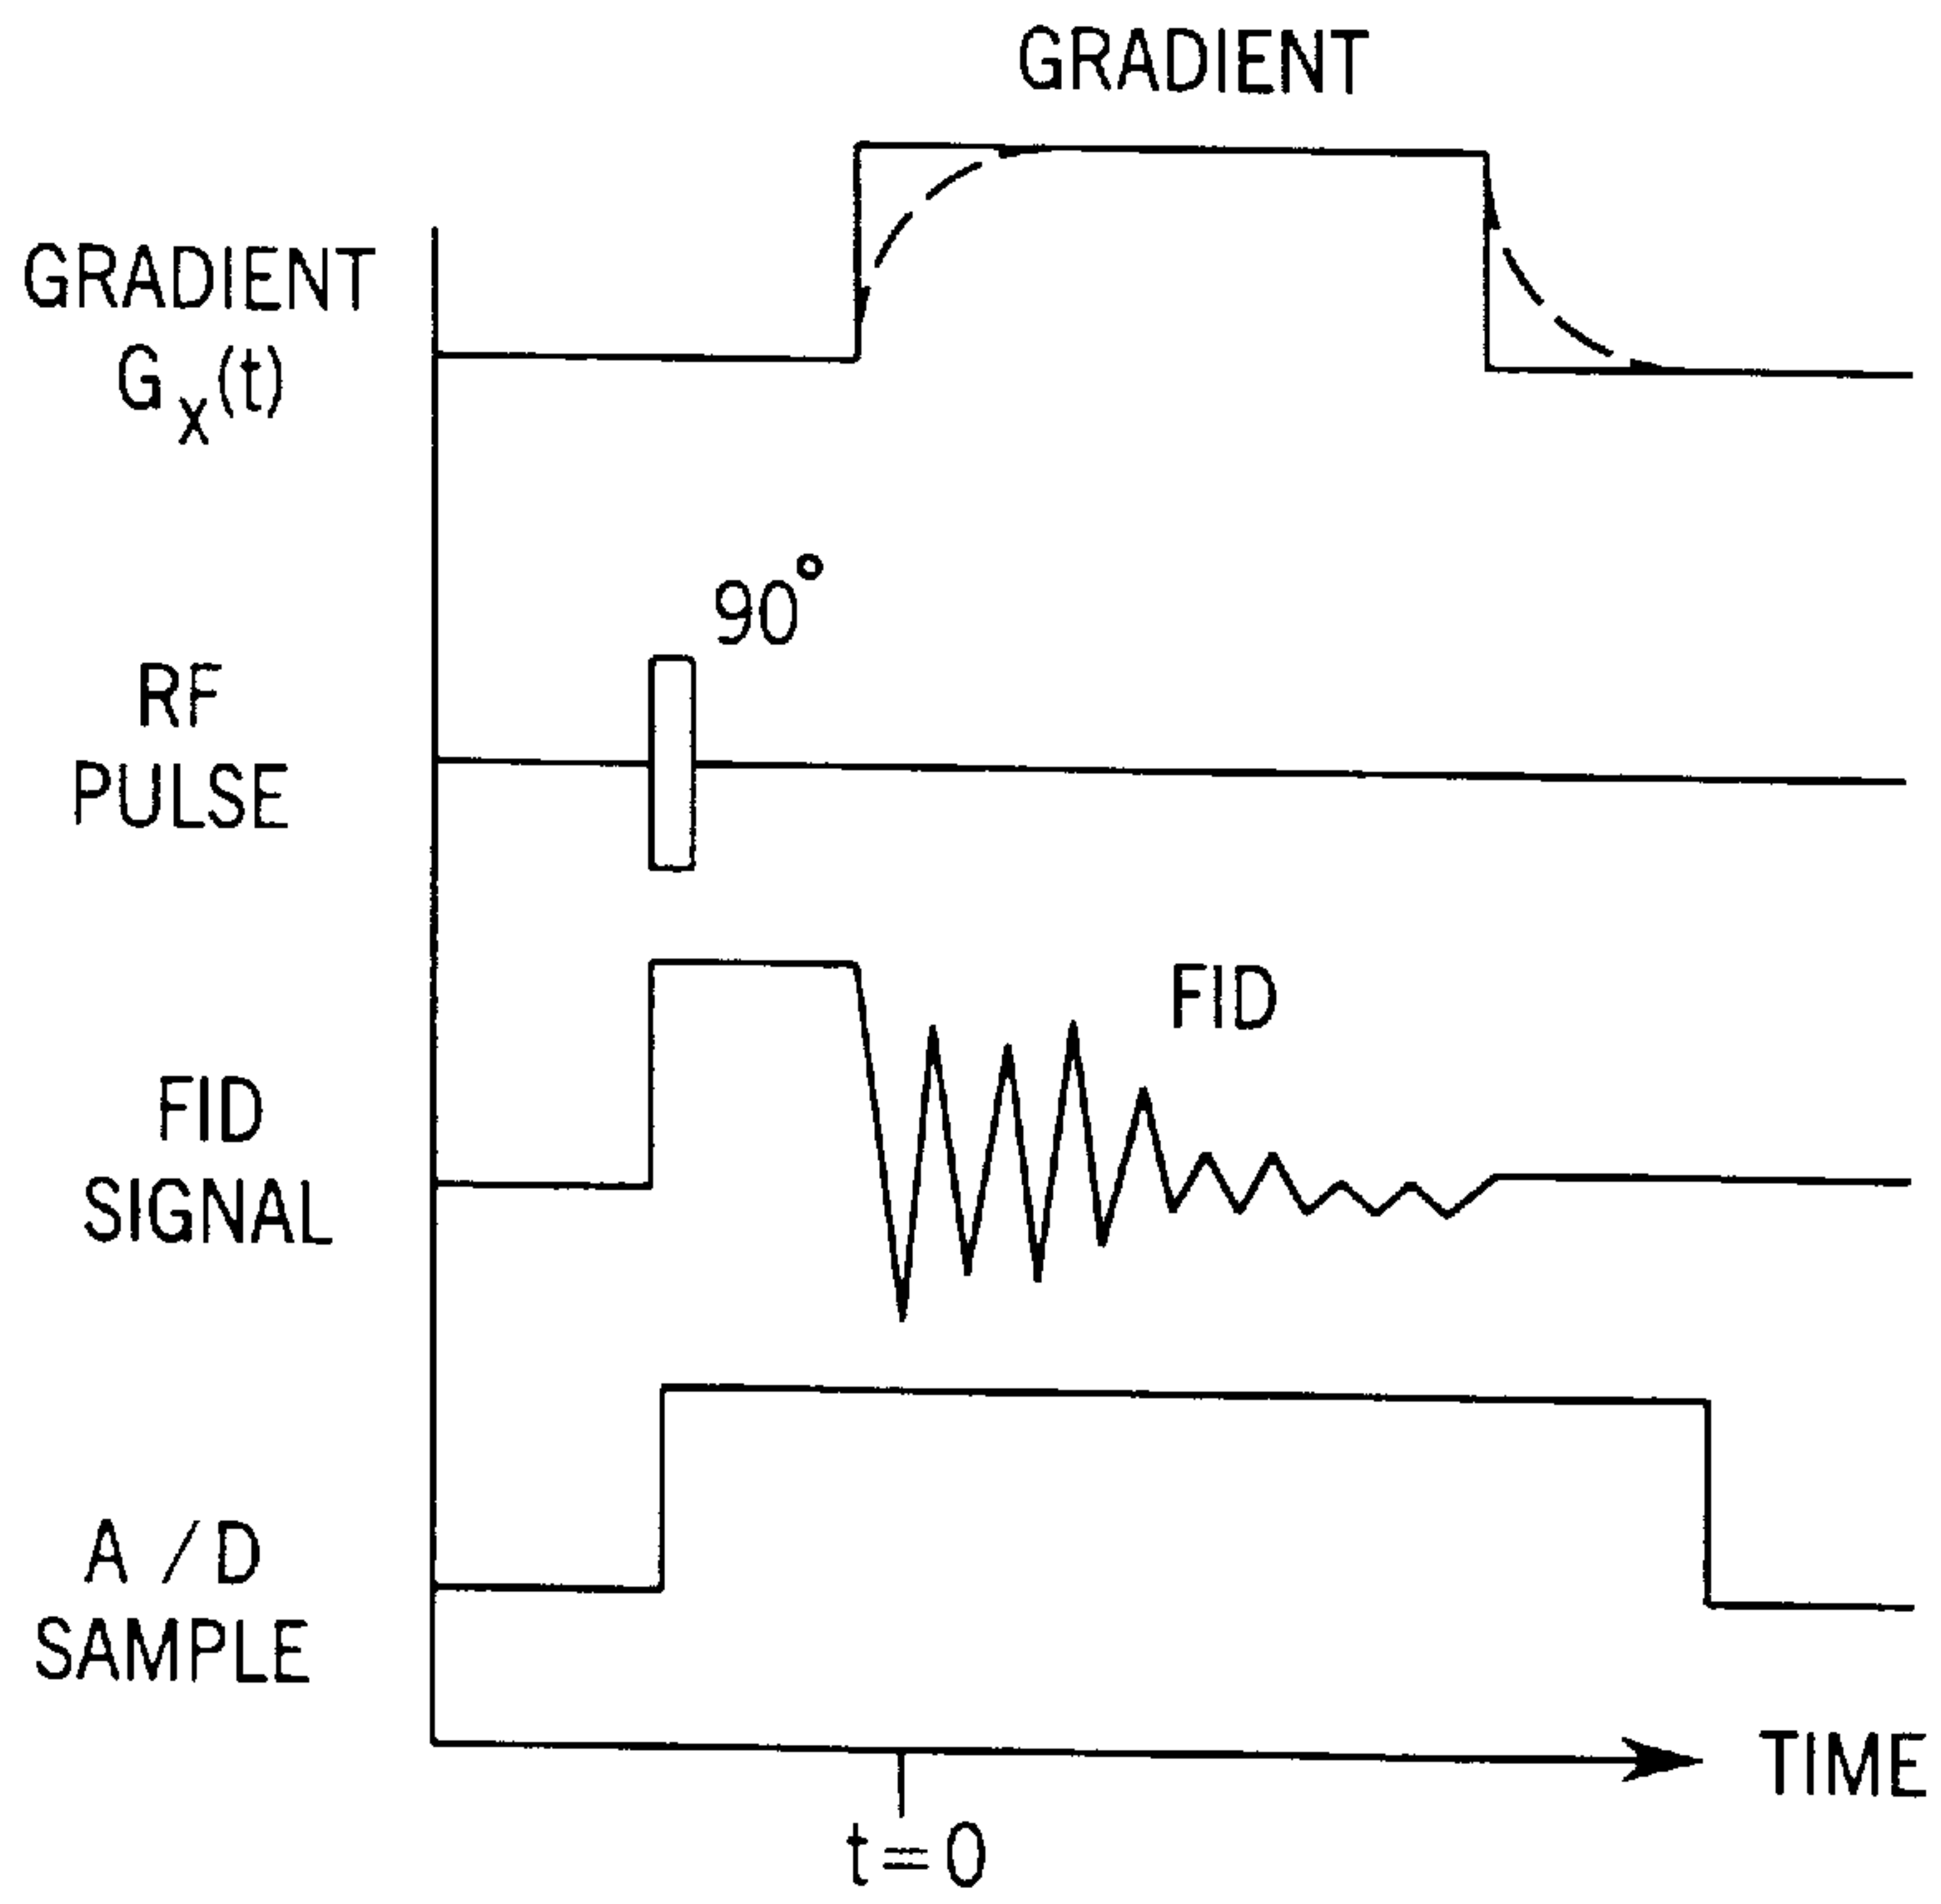 GRADIENT
GRADIENT
Gx(t)
90°
RF
PULSE
FID
FID
SIGNAL
A/D
SAMPLE
TIME
t=0